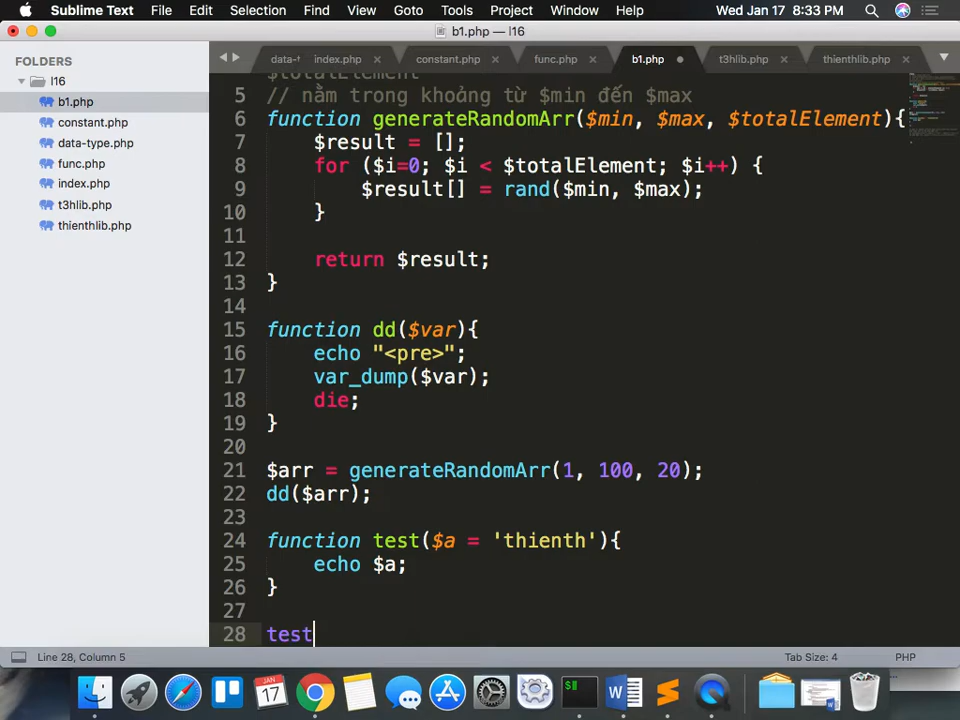 Sublime Text File Edit Selection Find View Goto Tools Project Window Help Wed Jan 17 8:33 PM
b1.php — l16
FOLDERS
l16
b1.php
constant.php
data-type.php
func.php
index.php
t3hlib.php
thienthlib.php
data-t index.php × constant.php × func.php × b1.php t3hlib.php × thienthlib.php ×
$totalElement
5 // nằm trong khoảng từ $min đến $max
6 function generateRandomArr($min, $max, $totalElement){
7 $result = [];
8 for ($i=0; $i < $totalElement; $i++) {
9 $result[] = rand($min, $max);
10 }
11
12 return $result;
13 }
14
15 function dd($var){
16 echo "<pre>";
17 var_dump($var);
18 die;
19 }
20
21 $arr = generateRandomArr(1, 100, 20);
22 dd($arr);
23
24 function test($a = 'thienth'){
25 echo $a;
26 }
27
28 test
Line 28, Column 5 Tab Size: 4 PHP
JAN
17